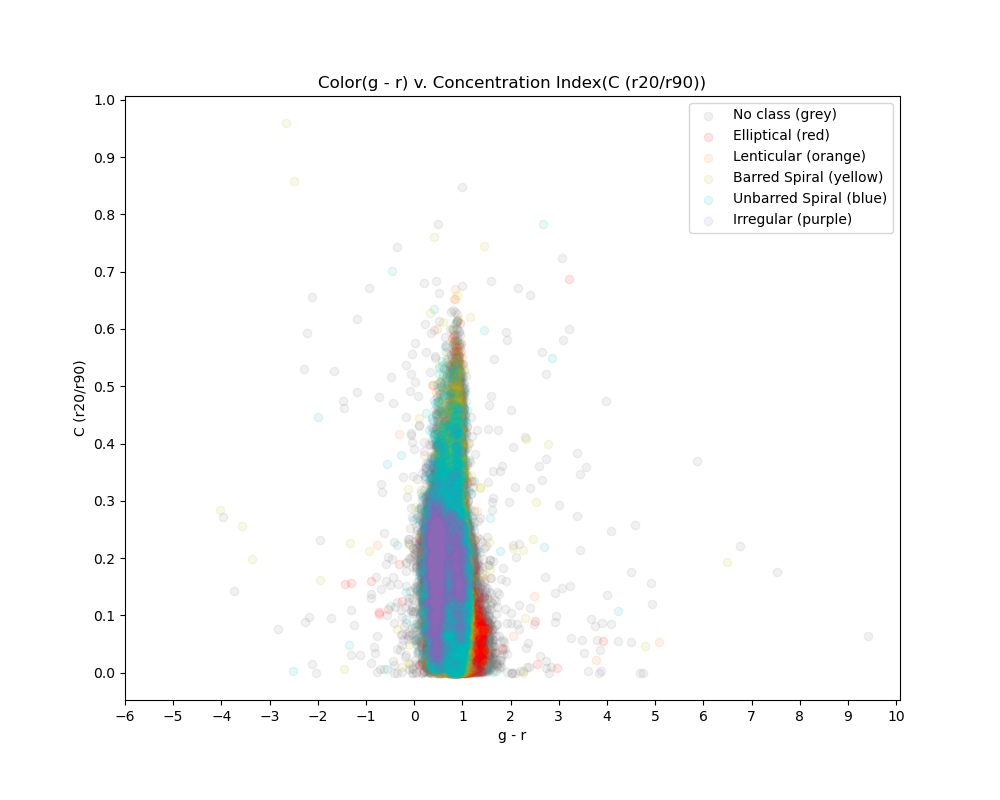 Color(g - r) v. Concentration Index(C (r20/r90))
No class (grey)
Elliptical (red)
Lenticular (orange)
Barred Spiral (yellow)
Unbarred Spiral (blue)
Irregular (purple)
C (r20/r90)
1.0
0.9
0.8
0.7
0.6
0.5
0.4
0.3
0.2
0.1
0.0
−6 −5 −4 −3 −2 −1 0 1 2 3 4 5 6 7 8 9 10
g - r